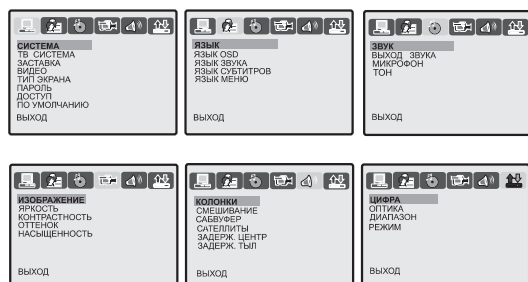 СИСТЕМА
ТВ СИСТЕМА
ЗАСТАВКА
ВИДЕО
ТИП ЭКРАНА
ПАРОЛЬ
ДОСТУП
ПО УМОЛЧАНИЮ
ВЫХОД
ЯЗЫК
ЯЗЫК OSD
ЯЗЫК ЗВУКА
ЯЗЫК СУБТИТРОВ
ЯЗЫК МЕНЮ
ВЫХОД
ЗВУК
ВЫХОД ЗВУКА
МИКРОФОН
ТОН
ВЫХОД
ИЗОБРАЖЕНИЕ
ЯРКОСТЬ
КОНТРАСТНОСТЬ
ОТТЕНОК
НАСЫЩЕННОСТЬ
ВЫХОД
КОЛОНКИ
СМЕШИВАНИЕ
САБВУФЕР
САТЕЛЛИТЫ
ЗАДЕРЖ. ЦЕНТР
ЗАДЕРЖ. ТЫЛ
ВЫХОД
ЦИФРА
ОПТИКА
ДИАПАЗОН
РЕЖИМ
ВЫХОД